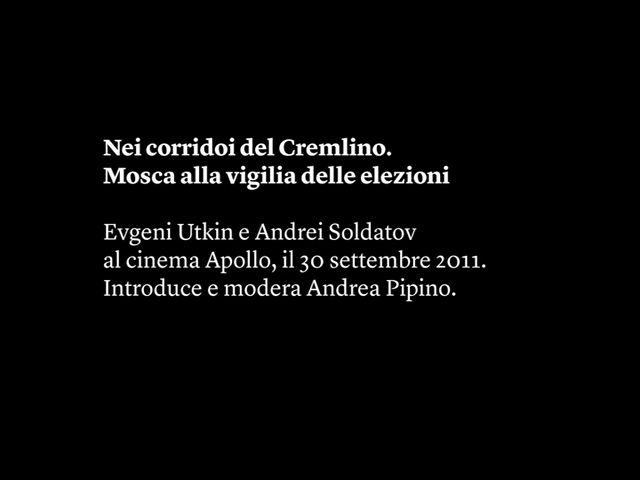 Nei corridoi del Cremlino.
Mosca alla vigilia delle elezioni
Evgeni Utkin e Andrei Soldatov
al cinema Apollo, il 30 settembre 2011.
Introduce e modera Andrea Pipino.